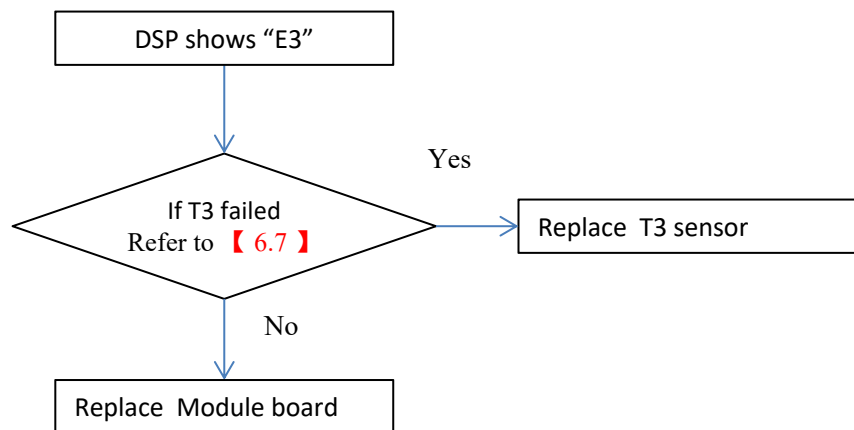 DSP shows “E3”
Yes
If T3 failed
Refer to 【 6.7 】
Replace  T3 sensor
No
Replace  Module board